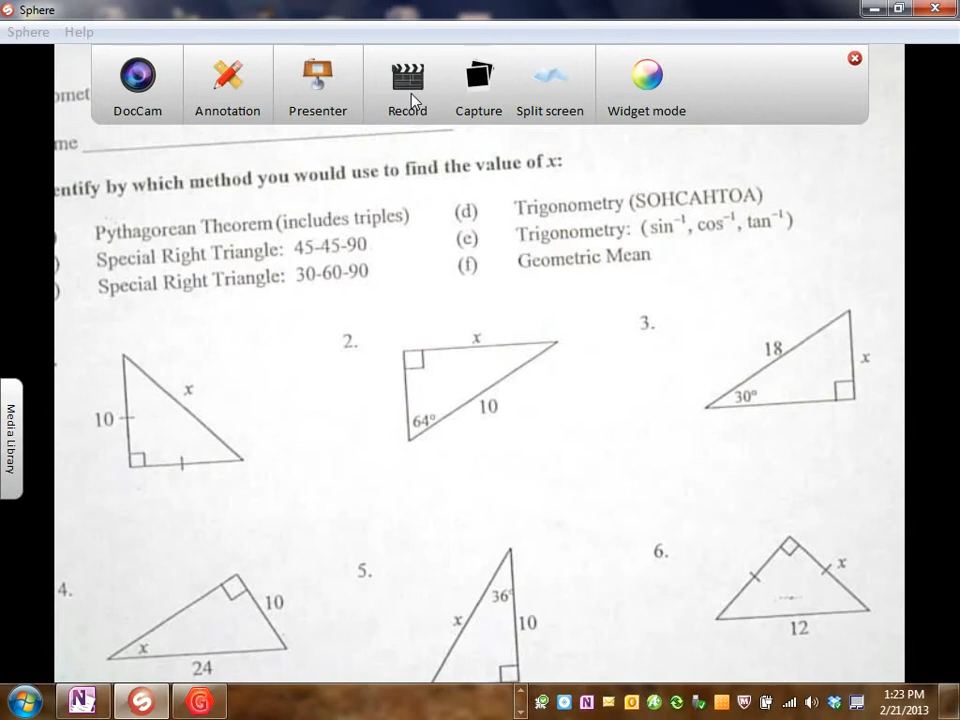 Sphere
Sphere Help
DocCam Annotation Presenter Record Capture Split screen Widget mode
omet
me
entify by which method you would use to find the value of x:
) Pythagorean Theorem (includes triples) (d) Trigonometry (SOHCAHTOA)
) Special Right Triangle: 45-45-90 (e) Trigonometry: (sin⁻¹, cos⁻¹, tan⁻¹)
) Special Right Triangle: 30-60-90 (f) Geometric Mean
10 x
2. x 64° 10
3. 18 x 30°
4. 10 x 24
5. 36° x 10
6. x 12
Media Library
1:23 PM
2/21/2013